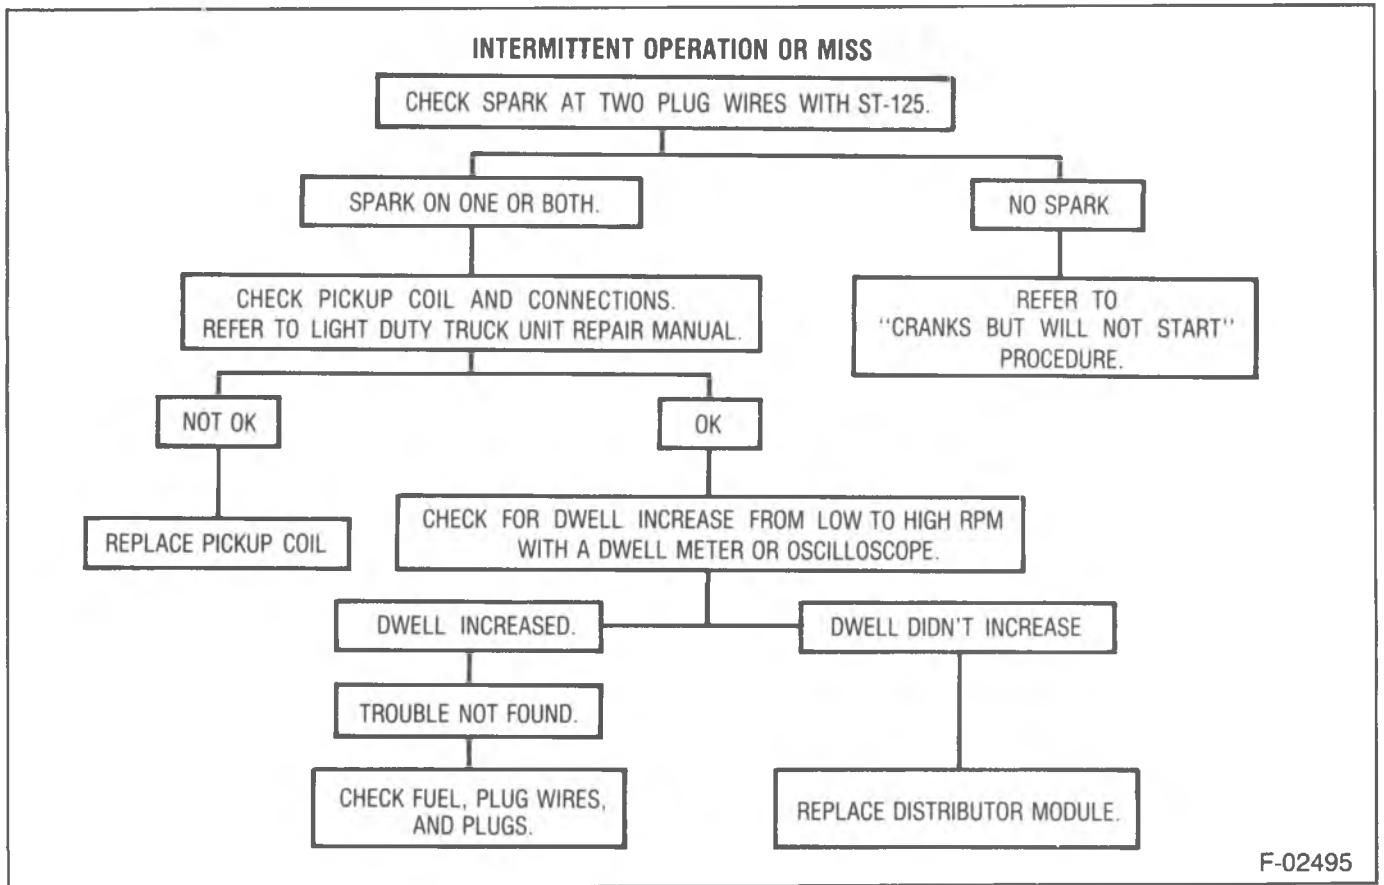 INTERMITTENT OPERATION OR MISS
CHECK SPARK AT TWO PLUG WIRES WITH ST-125.
SPARK ON ONE OR BOTH.
NO SPARK
CHECK PICKUP COIL AND CONNECTIONS.
REFER TO LIGHT DUTY TRUCK UNIT REPAIR MANUAL.
REFER TO
"CRANKS BUT WILL NOT START"
PROCEDURE.
NOT OK
OK
REPLACE PICKUP COIL
CHECK FOR DWELL INCREASE FROM LOW TO HIGH RPM
WITH A DWELL METER OR OSCILLOSCOPE.
DWELL INCREASED.
DWELL DIDN'T INCREASE
TROUBLE NOT FOUND.
CHECK FUEL, PLUG WIRES,
AND PLUGS.
REPLACE DISTRIBUTOR MODULE.
F-02495